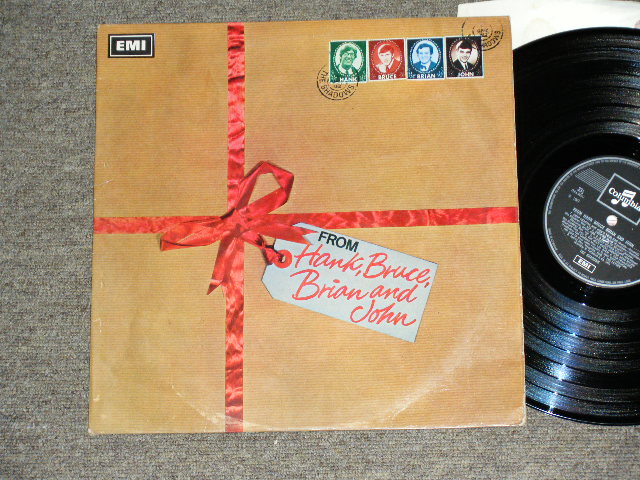 EMI
HANK
BRUCE
BRIAN
JOHN
THE SHADOWS
FROM
Hank, Bruce,
Brian and
John
Columbia
EMI